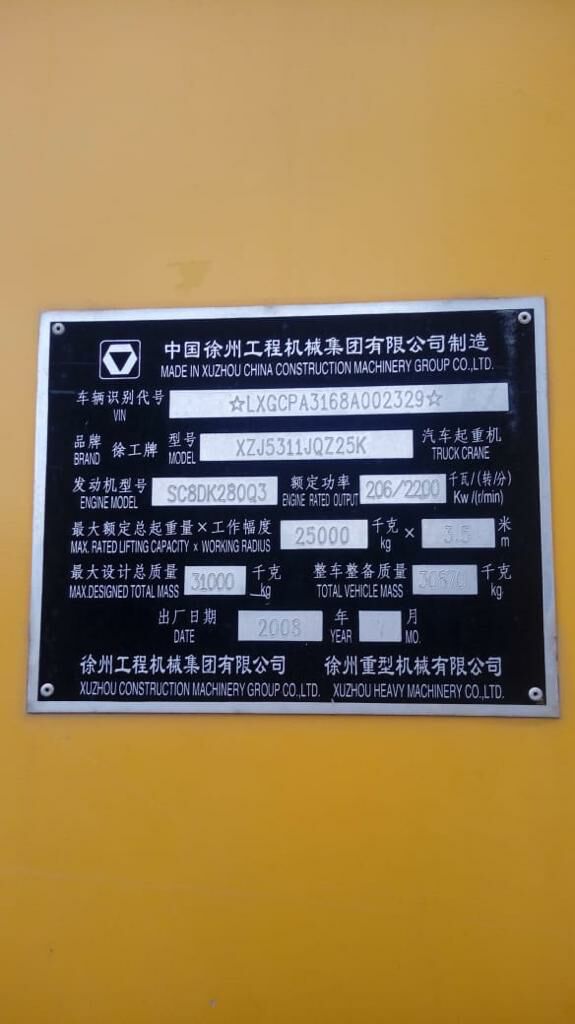 中国徐州工程机械集团有限公司制造
MADE IN XUZHOU CHINA CONSTRUCTION MACHINERY GROUP CO.,LTD.
车辆识别代号 ☆LXGCPA3168A002329☆
VIN
品牌 徐工牌 型号 XZJ5311JQZ25K 汽车起重机
BRAND MODEL TRUCK CRANE
发动机型号 SC8DK280Q3 额定功率 206/2200 千瓦/(转/分)
ENGINE MODEL ENGINE RATED OUTPUT Kw/(r/min)
最大额定总起重量×工作幅度 25000 千克 × 3.5 米
MAX. RATED LIFTING CAPACITY x WORKING RADIUS kg m
最大设计总质量 31000 千克 整车整备质量 30870 千克
MAX.DESIGNED TOTAL MASS kg TOTAL VEHICLE MASS kg
出厂日期 2008 年 月
DATE YEAR MO.
徐州工程机械集团有限公司 徐州重型机械有限公司
XUZHOU CONSTRUCTION MACHINERY GROUP CO.,LTD. XUZHOU HEAVY MACHINERY CO.,LTD.